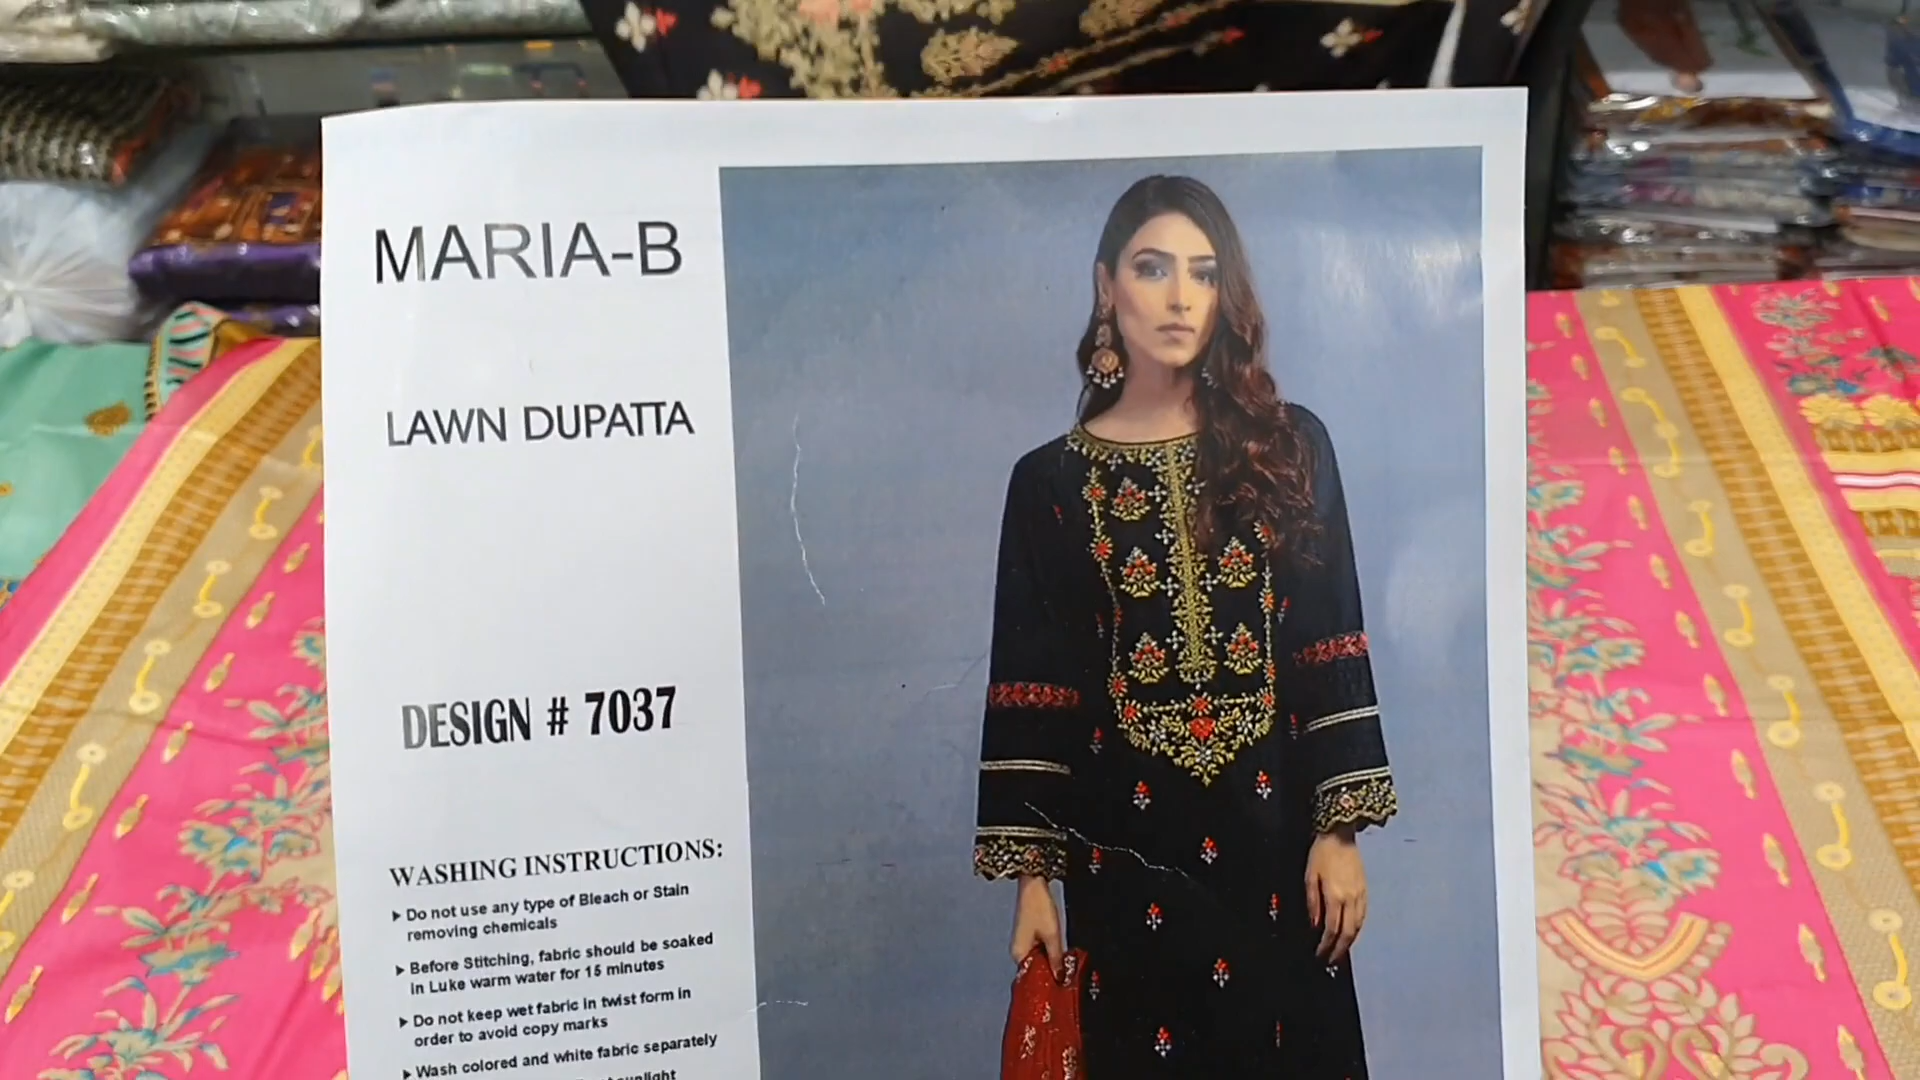 MARIA-B
LAWN DUPATTA
DESIGN # 7037
WASHING INSTRUCTIONS:
▸ Do not use any type of Bleach or Stain
removing chemicals
▸ Before Stitching, fabric should be soaked
in Luke warm water for 15 minutes
▸ Do not keep wet fabric in twist form in
order to avoid copy marks
▸ Wash colored and white fabric separately
sunlight